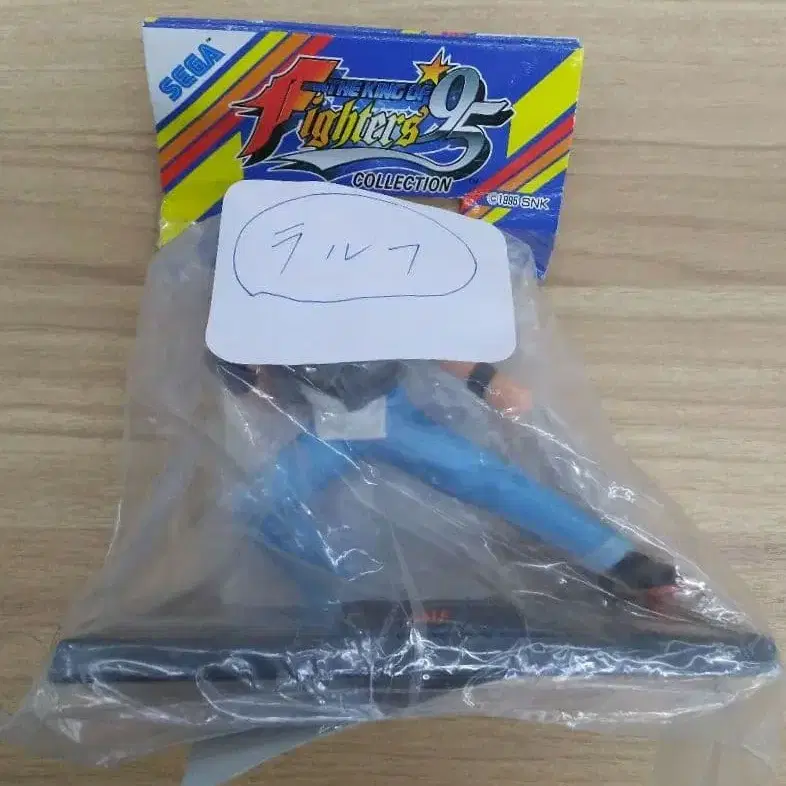 SEGA
THE KING OF
Fighters '95
COLLECTION
©1995 SNK
ラルフ